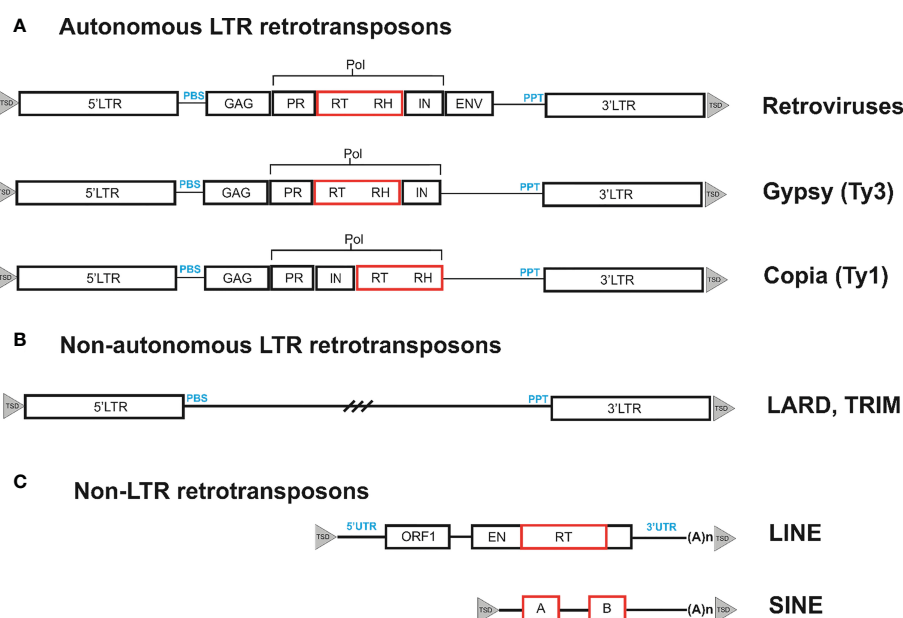 A Autonomous LTR retrotransposons
Pol
TSD 5'LTR PBS GAG PR RT RH IN ENV PPT 3'LTR TSD Retroviruses
Pol
TSD 5'LTR PBS GAG PR RT RH IN PPT 3'LTR TSD Gypsy (Ty3)
Pol
TSD 5'LTR PBS GAG PR IN RT RH PPT 3'LTR TSD Copia (Ty1)
B Non-autonomous LTR retrotransposons
TSD 5'LTR PBS PPT 3'LTR TSD LARD, TRIM
C Non-LTR retrotransposons
TSD 5'UTR ORF1 EN RT 3'UTR (A)n TSD LINE
TSD A B (A)n TSD SINE